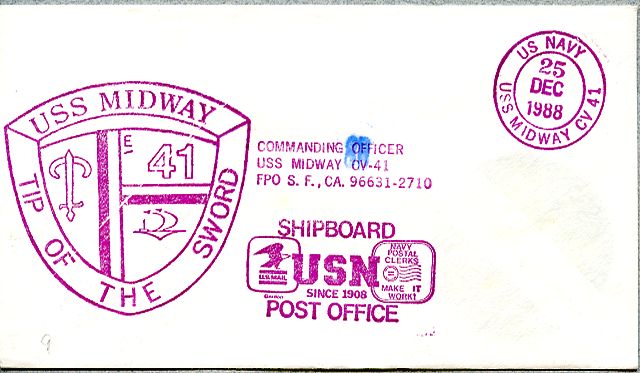 USS MIDWAY
E
41
TIP OF THE SWORD
US NAVY
25
DEC
1988
USS MIDWAY CV 41
COMMANDING OFFICER
USS MIDWAY CV-41
FPO S. F., CA. 96631-2710
SHIPBOARD
U.S. MAIL
USN
SINCE 1908
NAVY
POSTAL
CLERKS
MAKE IT
WORK!
POST OFFICE
9